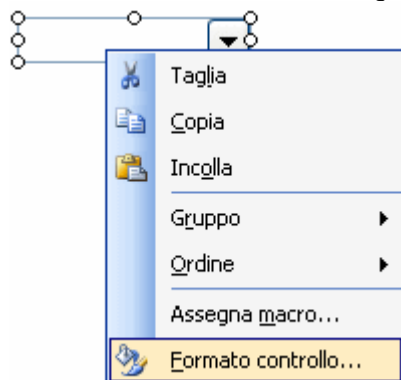 Taglia
Copia
Incolla
Gruppo
Ordine
Assegna macro...
Formato controllo...